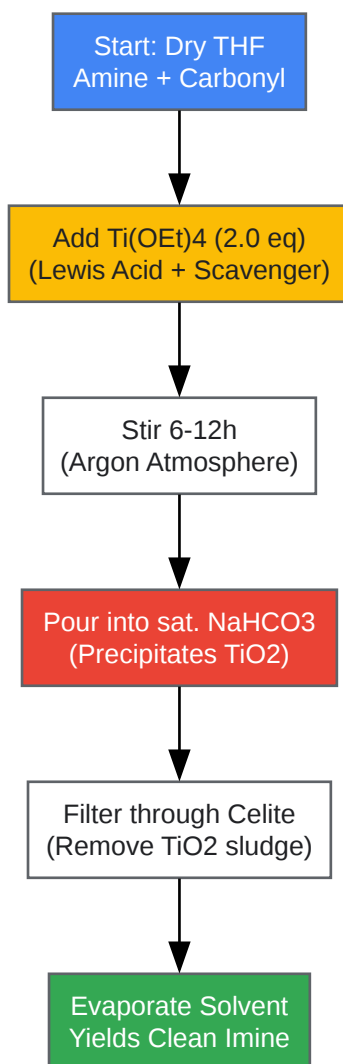 Start: Dry THF
Amine + Carbonyl
Add Ti(OEt)4 (2.0 eq)
(Lewis Acid + Scavenger)
Stir 6-12h
(Argon Atmosphere)
Pour into sat. NaHCO3
(Precipitates TiO2)
Filter through Celite
(Remove TiO2 sludge)
Evaporate Solvent
Yields Clean Imine